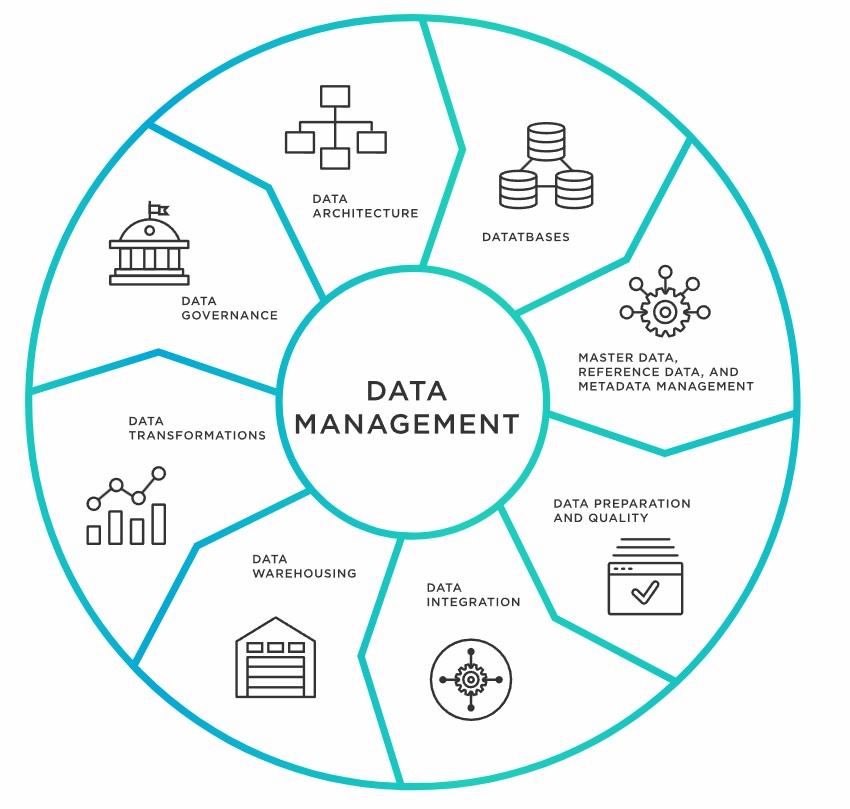 DATA
ARCHITECTURE
DATATBASES
MASTER DATA,
REFERENCE DATA, AND
METADATA MANAGEMENT
DATA PREPARATION
AND QUALITY
DATA
INTEGRATION
DATA
WAREHOUSING
DATA
TRANSFORMATIONS
DATA
GOVERNANCE
DATA
MANAGEMENT